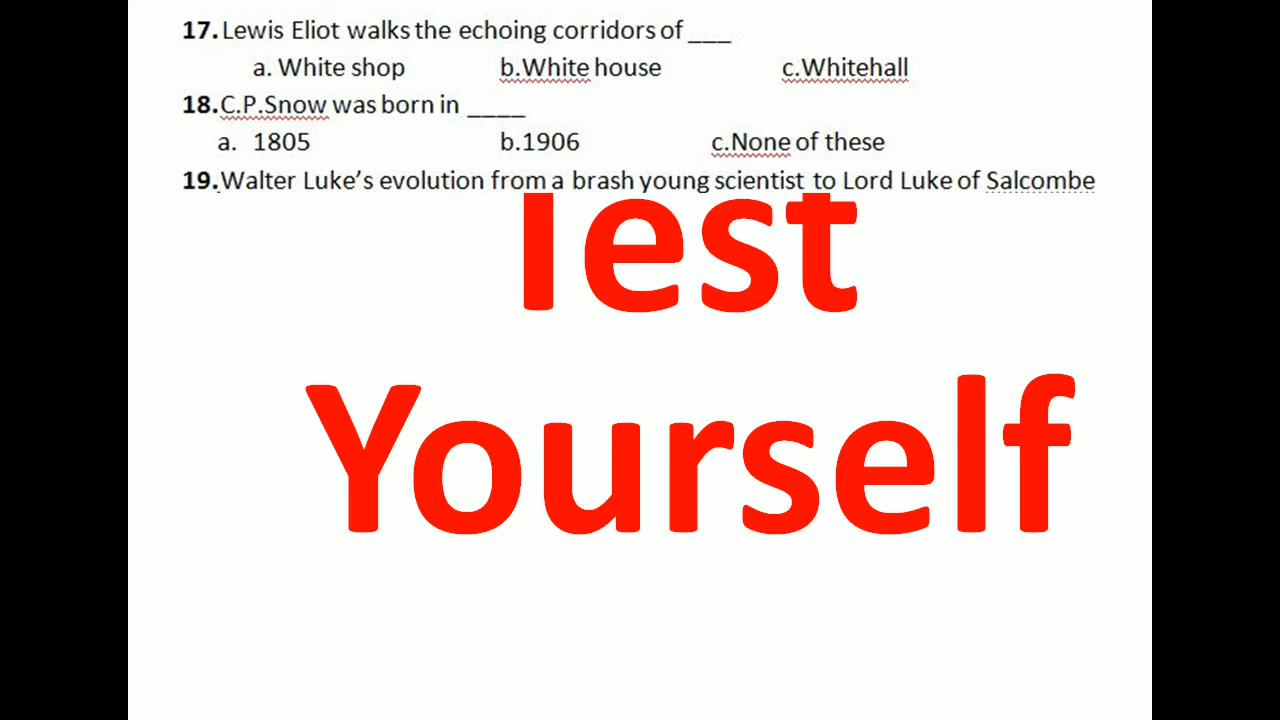 17.Lewis Eliot walks the echoing corridors of ___
a. White shop b.White house c.Whitehall
18.C.P.Snow was born in ____
a. 1805 b.1906 c.None of these
19.Walter Luke’s evolution from a brash young scientist to Lord Luke of Salcombe
Test
Yourself